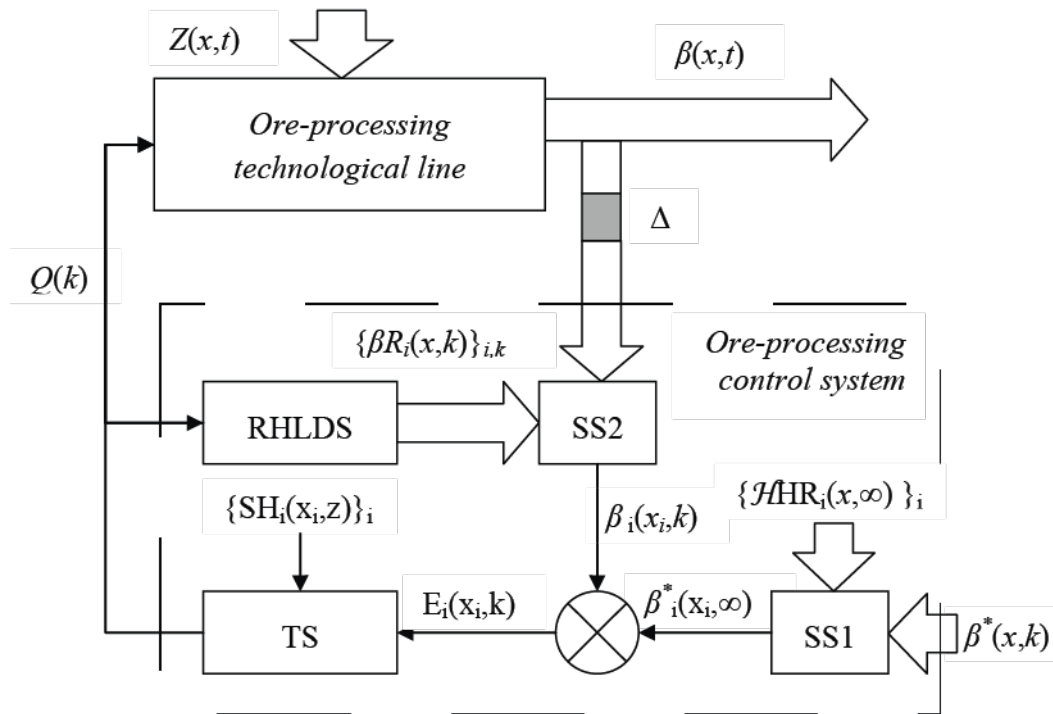 Z(x,t)
β(x,t)
Ore-processing
technological line
Δ
Q(k)
{βRᵢ(x,k)}ᵢ,ₖ
Ore-processing
control system
RHLDS
SS2
{SHᵢ(xᵢ,z)}ᵢ
βᵢ(xᵢ,k)
{ℋHRᵢ(x,∞) }ᵢ
Eᵢ(xᵢ,k)
β*ᵢ(xᵢ,∞)
TS
SS1
β*(x,k)